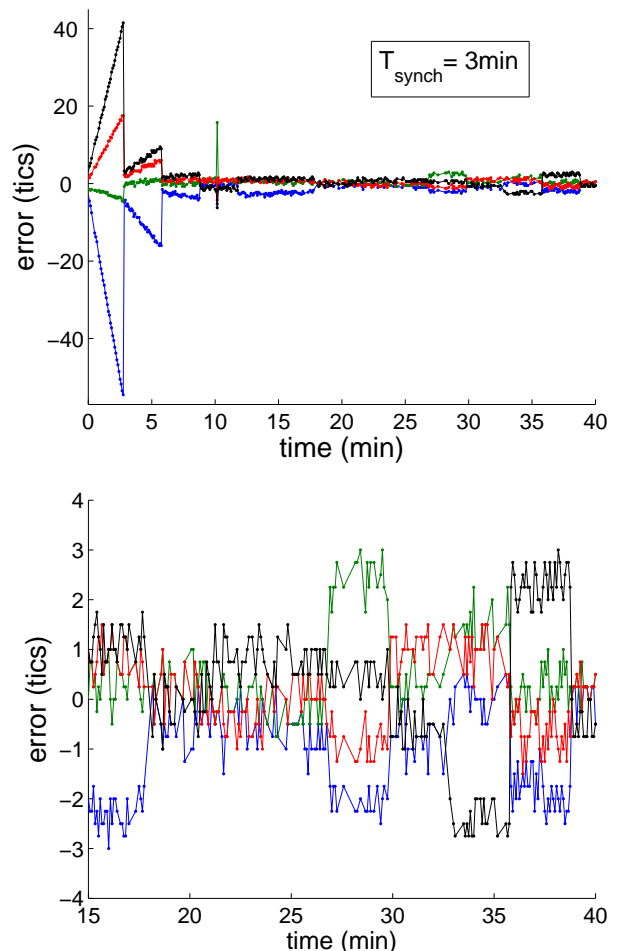 40
20
0
−20
−40
error (tics)
T_synch = 3min
0 5 10 15 20 25 30 35 40
time (min)
4
3
2
1
0
−1
−2
−3
−4
error (tics)
15 20 25 30 35 40
time (min)